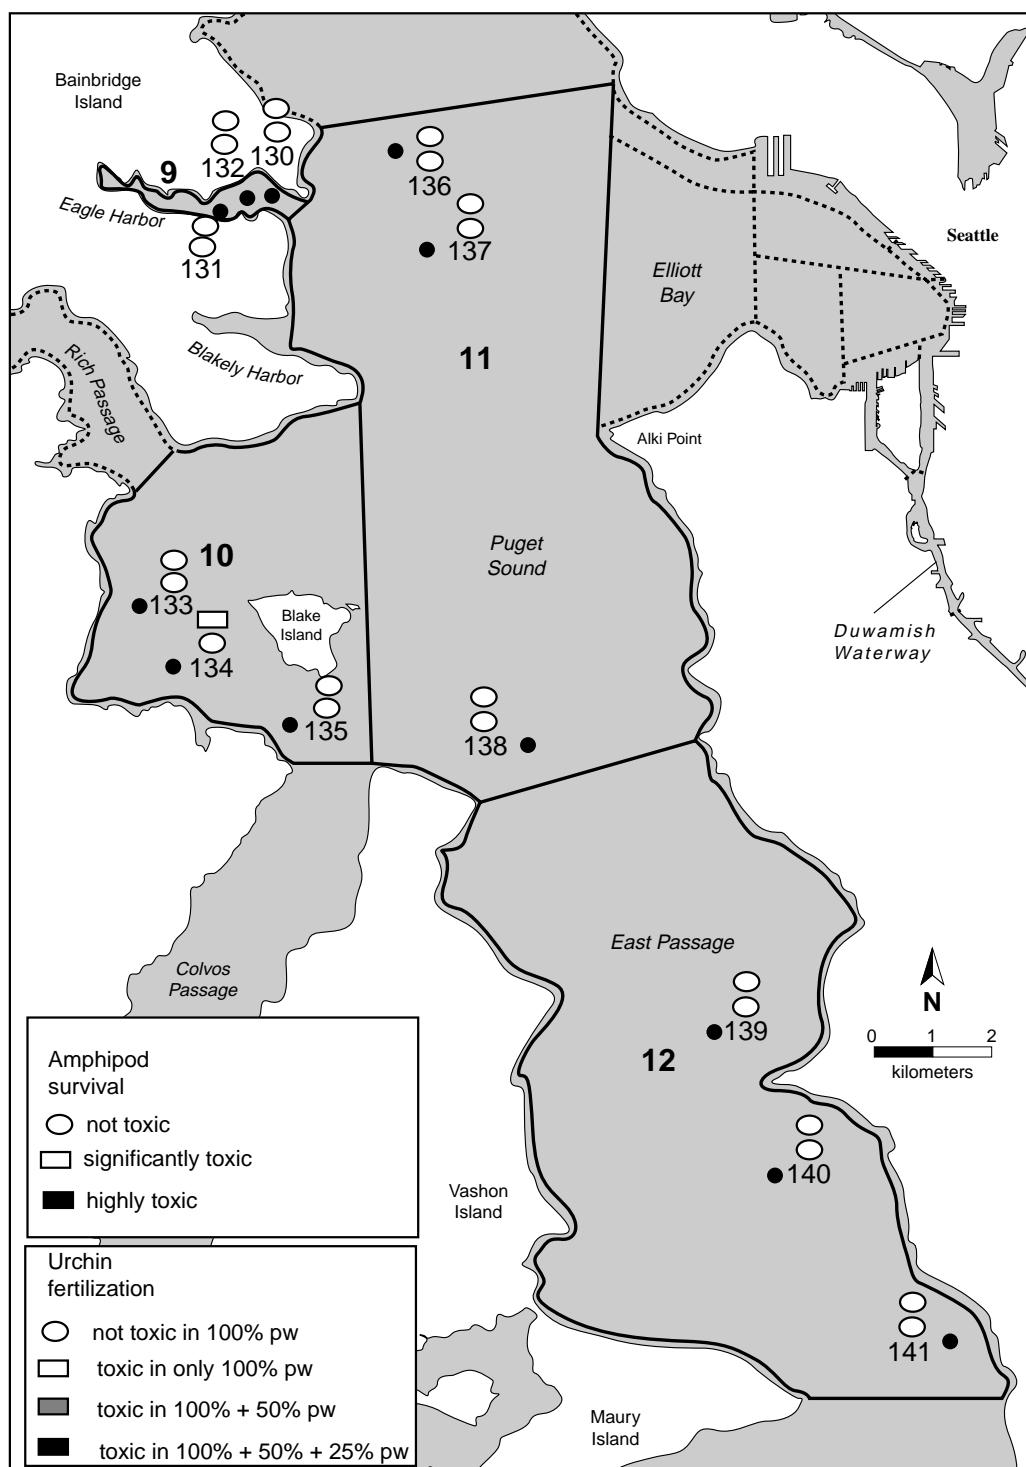 Bainbridge
Island
132
130
9
Eagle Harbor
131
136
137
Seattle
Elliott
Bay
Rich Passage
Blakely Harbor
11
Alki Point
Puget
Sound
10
133
Blake
Island
134
135
138
Duwamish
Waterway
East Passage
Colvos
Passage
139
12
N
0 1 2
kilometers
140
Vashon
Island
141
Maury
Island
Amphipod
survival
not toxic
significantly toxic
highly toxic
Urchin
fertilization
not toxic in 100% pw
toxic in only 100% pw
toxic in 100% + 50% pw
toxic in 100% + 50% + 25% pw